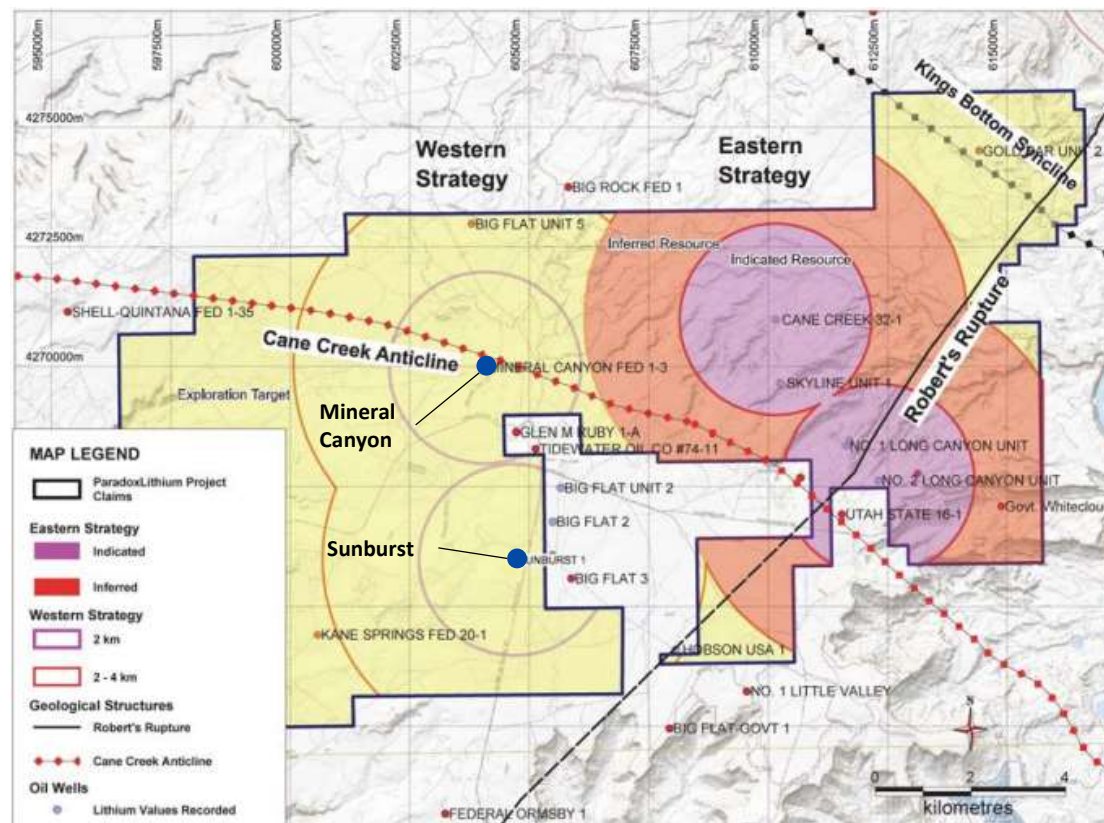 595000m
597500m
600000m
602500m
605000m
607500m
610000m
612500m
615000m
4275000m
4272500m
4270000m
Western
Strategy
Eastern
Strategy
Kings Bottom Syncline
GOLD BAR UNIT 2
BIG ROCK FED 1
BIG FLAT UNIT 5
Inferred Resource
Indicated Resource
SHELL-QUINTANA FED 1-35
CANE CREEK 32-1
Cane Creek Anticline
Robert's Rupture
MINERAL CANYON FED 1-3
SKYLINE UNIT 1
Exploration Target
Mineral
Canyon
GLEN M RUBY 1-A
TIDEWATER OIL CO #74-11
NO. 1 LONG CANYON UNIT
NO. 2 LONG CANYON UNIT
BIG FLAT UNIT 2
Govt. Whiteclou
UTAH STATE 16-1
BIG FLAT 2
Sunburst
UNBURST 1
BIG FLAT 3
KANE SPRINGS FED 20-1
HOBSON USA 1
NO. 1 LITTLE VALLEY
BIG FLAT-GOVT 1
FEDERAL ORMSBY 1
MAP LEGEND
ParadoxLithium Project
Claims
Eastern Strategy
Indicated
Inferred
Western Strategy
2 km
2 - 4 km
Geological Structures
Robert's Rupture
Cane Creek Anticline
Oil Wells
Lithium Values Recorded
S
0 2 4
kilometres